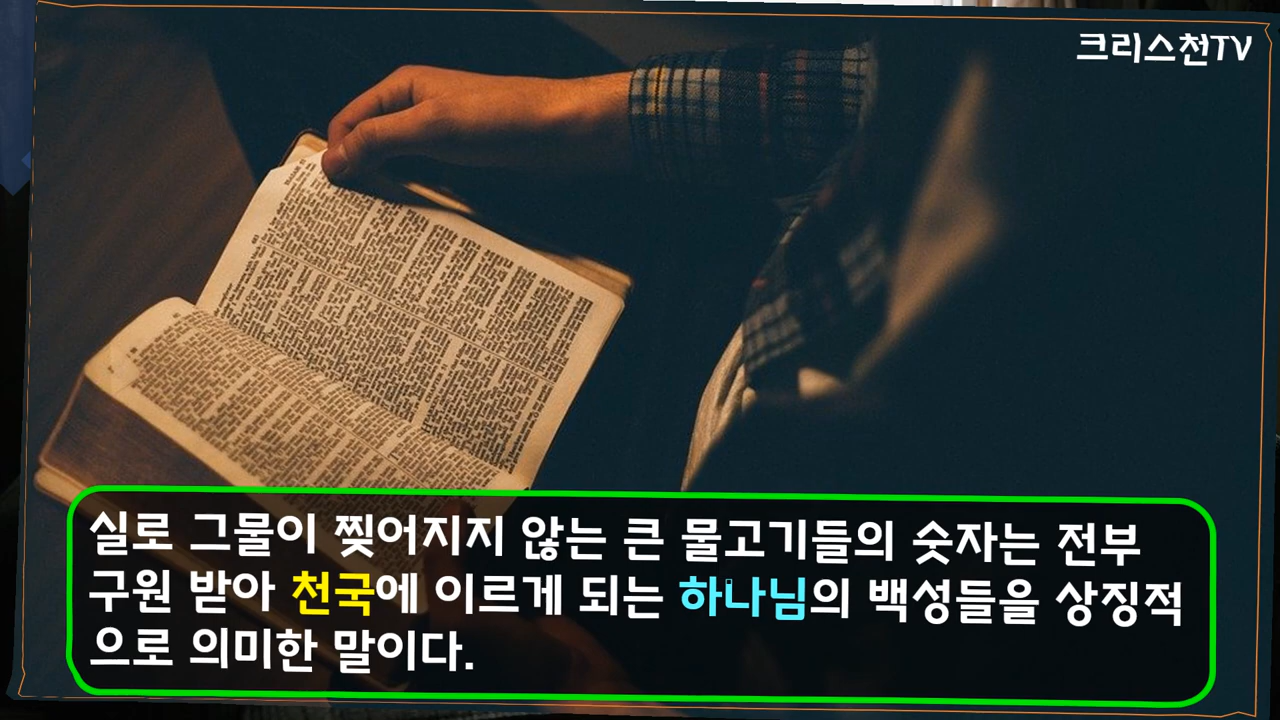 크리스천TV
실로 그물이 찢어지지 않는 큰 물고기들의 숫자는 전부
구원 받아 천국에 이르게 되는 하나님의 백성들을 상징적
으로 의미한 말이다.